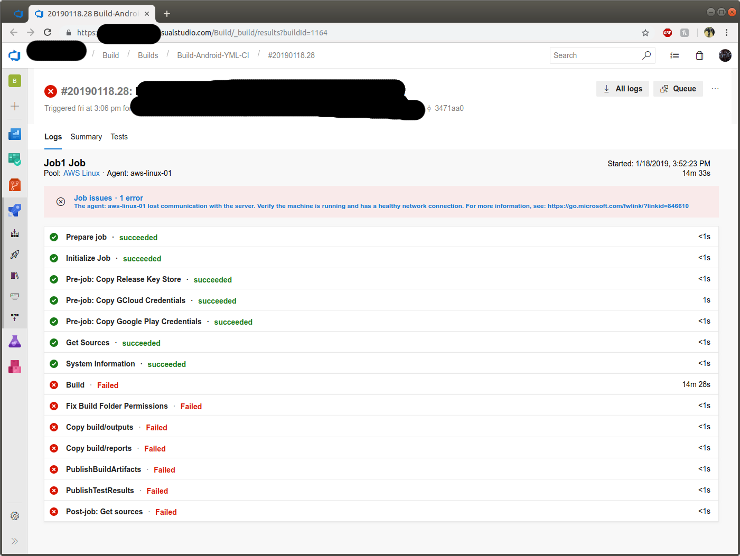 20190118.28 Build-Androi
https:
sualstudio.com/Build/_build/results?buildId=1164
ABP
/ Build / Builds / Build-Android-YML-CI / #20190118.28
Search
B
#20190118.28:
All logs
Queue
Triggered fri at 3:06 pm for
3471aa0
Logs Summary Tests
Job1 Job
Started: 1/18/2019, 3:52:23 PM
Pool: AWS Linux · Agent: aws-linux-01
14m 33s
Job issues · 1 error
The agent: aws-linux-01 lost communication with the server. Verify the machine is running and has a healthy network connection. For more information, see: https://go.microsoft.com/fwlink/?linkid=846610
Prepare job · succeeded <1s
Initialize Job · succeeded <1s
Pre-job: Copy Release Key Store · succeeded <1s
Pre-job: Copy GCloud Credentials · succeeded 1s
Pre-job: Copy Google Play Credentials · succeeded <1s
Get Sources · succeeded <1s
System Information · succeeded <1s
Build · Failed 14m 28s
Fix Build Folder Permissions · Failed <1s
Copy build/outputs · Failed <1s
Copy build/reports · Failed <1s
PublishBuildArtifacts · Failed <1s
PublishTestResults · Failed <1s
Post-job: Get sources · Failed <1s